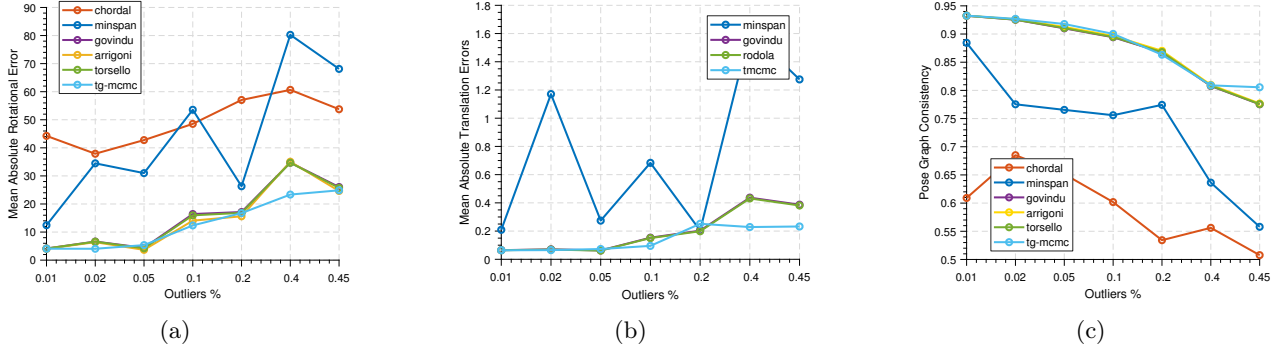 Mean Absolute Rotational Error
90
80
70
60
50
40
30
20
10
0
chordal
minspan
govindu
arrigoni
torsello
tg-mcmc
0.01 0.02 0.05 0.1 0.2 0.4 0.45
Outliers %
(a)
Mean Absolute Translation Errors
1.8
1.6
1.4
1.2
1
0.8
0.6
0.4
0.2
0
minspan
govindu
rodola
tmcmc
0.01 0.02 0.05 0.1 0.2 0.4 0.45
Outliers %
(b)
Pose Graph Consistency
0.95
0.9
0.85
0.8
0.75
0.7
0.65
0.6
0.55
0.5
chordal
minspan
govindu
arrigoni
torsello
tg-mcmc
0.01 0.02 0.05 0.1 0.2 0.4 0.45
Outliers %
(c)